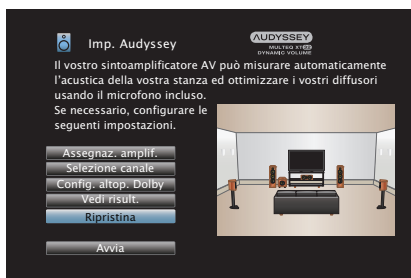 Imp. Audyssey
AUDYSSEY
MULTEQ XT32
DYNAMIC VOLUME
Il vostro sintoamplificatore AV può misurare automaticamente
l'acustica della vostra stanza ed ottimizzare i vostri diffusori
usando il microfono incluso.
Se necessario, configurare le
seguenti impostazioni.
Assegnaz. amplif.
Selezione canale
Config. altop. Dolby
Vedi risult.
Ripristina
Avvia